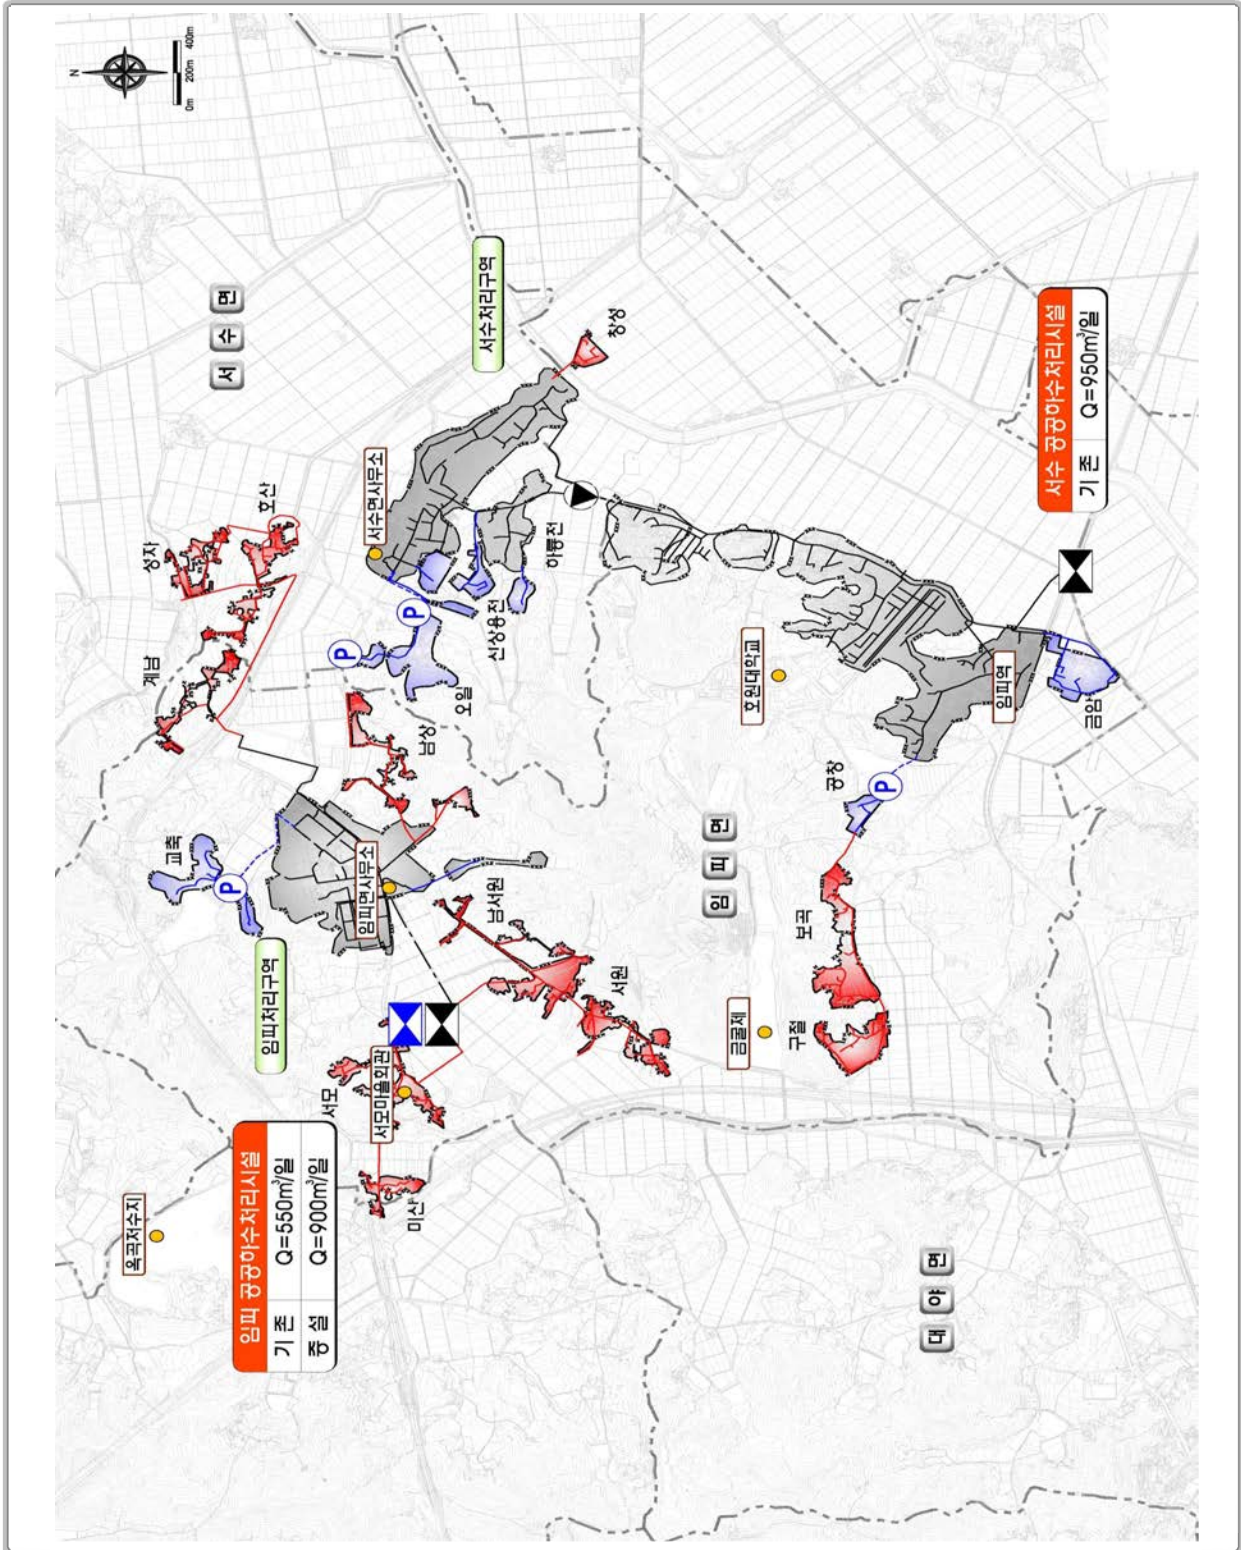 N
0m 200m 400m
서 수 면
서수처리구역
창성
서수 공공하수처리시설
기 존 Q=950m³/일
서수면사무소
호산
성자
계남
하룡전
신상용전
오일
P
P
남상
호원대학교
임피역
금암
공창
P
교촉
P
임피면사무소
임피처리구역
임 피 면
남서원
서원
보곡
구절
금굴제
서모
서모마을회관
미산
임피 공공하수처리시설
기 존 Q=550m³/일
증 설 Q=900m³/일
옥곡저수지
대 야 면